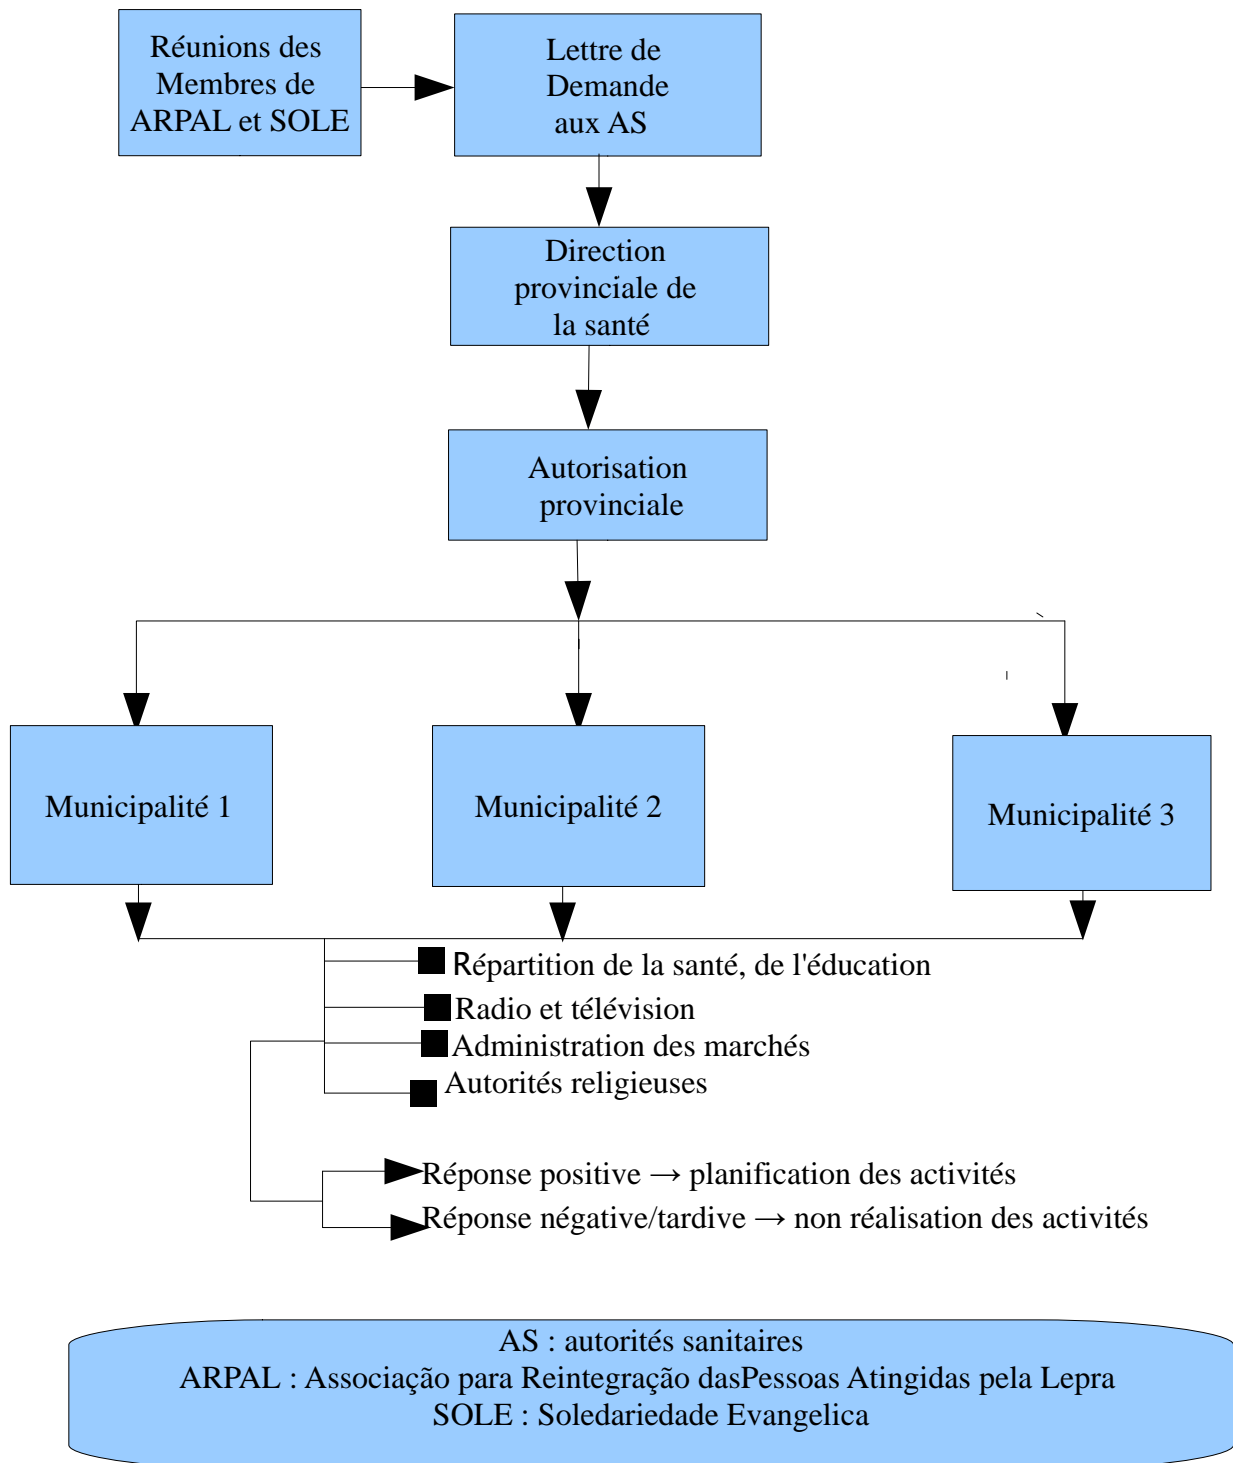 Réunions des
Membres de
ARPAL et SOLE
Lettre de
Demande
aux AS
Direction
provinciale de
la santé
Autorisation
provinciale
Municipalité 1
Municipalité 2
Municipalité 3
Répartition de la santé, de l'éducation
Radio et télévision
Administration des marchés
Autorités religieuses
Réponse positive → planification des activités
Réponse négative/tardive → non réalisation des activités
AS : autorités sanitaires
ARPAL : Associação para Reintegração dasPessoas Atingidas pela Lepra
SOLE : Soledariedade Evangelica